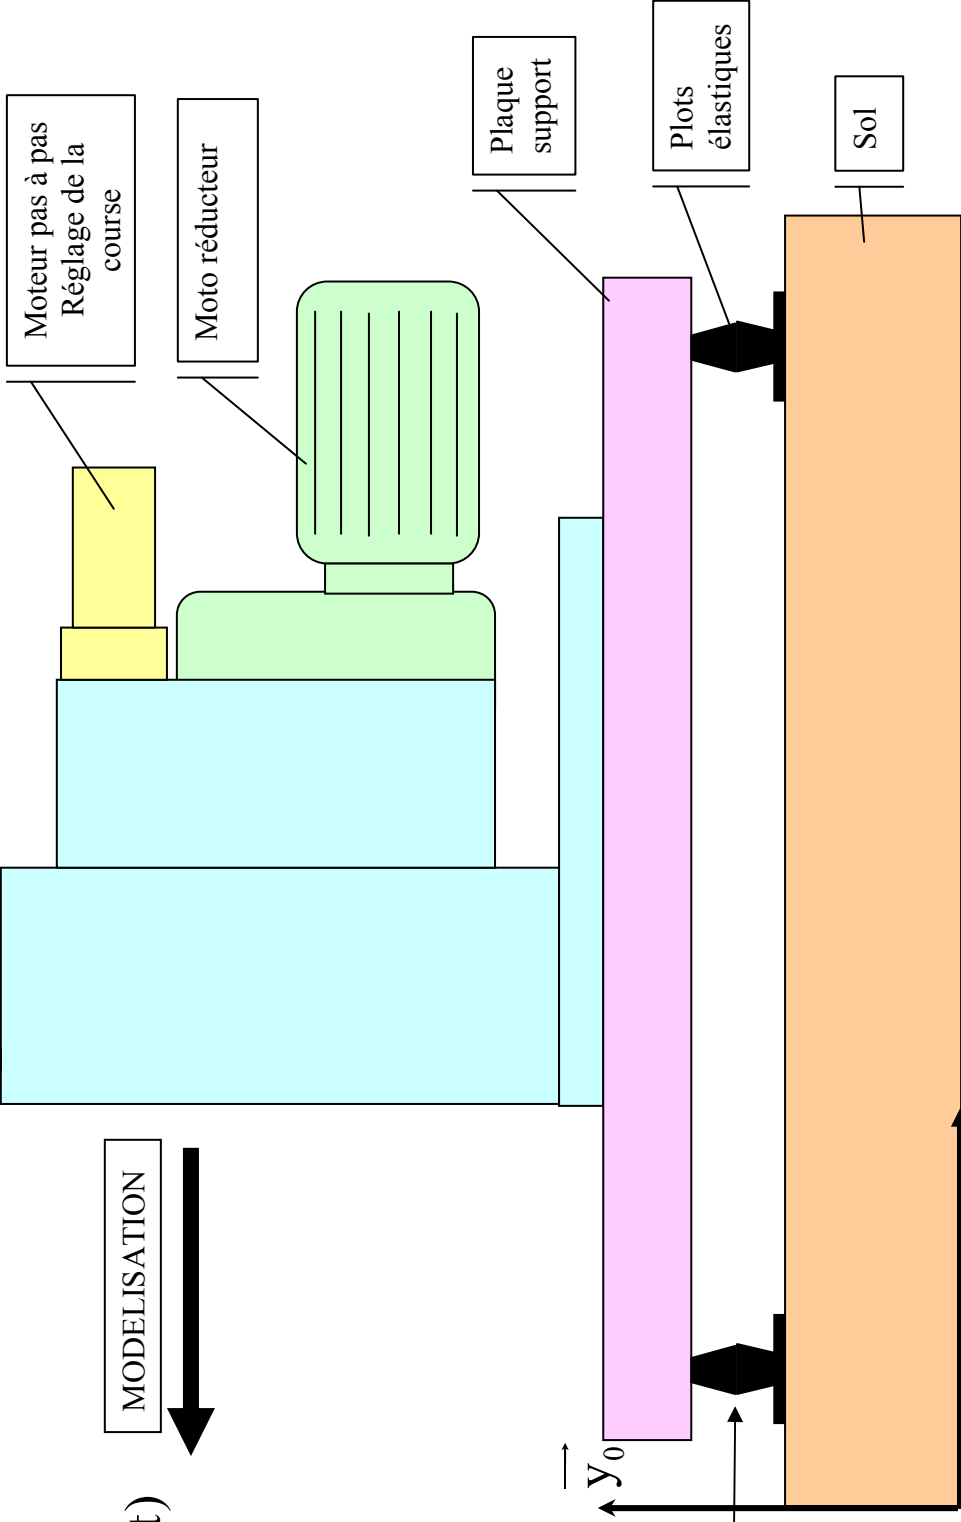 Moteur pas à pas
Réglage de la
course
Moto réducteur
Plaque
support
Plots
élastiques
Sol
MODELISATION
t)
y0